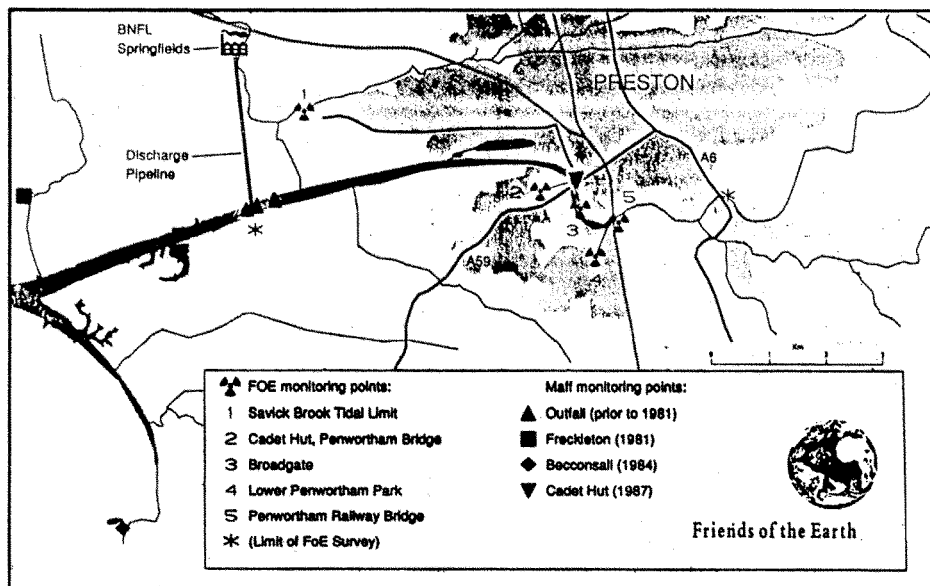 BNFL
Springfields
PRESTON
1
Discharge
Pipeline
A6
2
5
3
A59
4
Km
FOE monitoring points:
1 Savick Brook Tidal Limit
2 Cadet Hut, Penwortham Bridge
3 Broadgate
4 Lower Penwortham Park
5 Penwortham Railway Bridge
(Limit of FoE Survey)
Maff monitoring points:
Outfall (prior to 1981)
Freckleton (1981)
Becconsall (1984)
Cadet Hut (1987)
Friends of the Earth